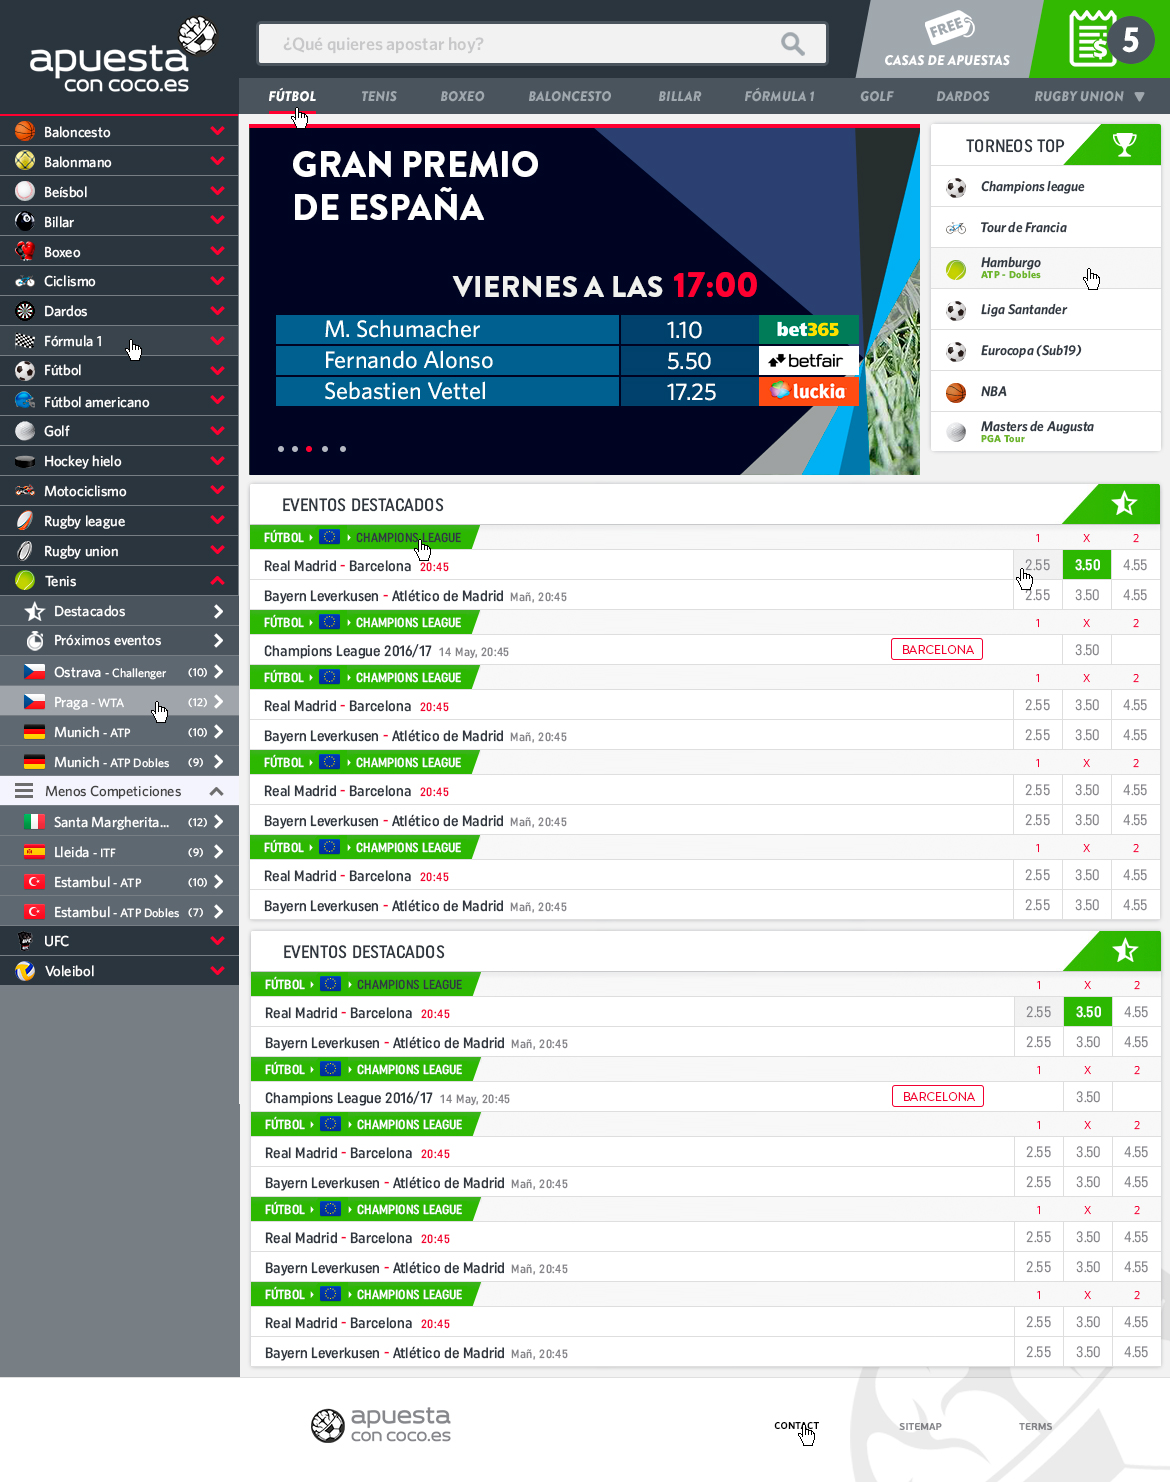 apuesta
con coco.es
¿Qué quieres apostar hoy?
FREE
CASAS DE APUESTAS
$
5
FÚTBOL TENIS BOXEO BALONCESTO BILLAR FÓRMULA 1 GOLF DARDOS RUGBY UNION
Baloncesto
Balonmano
Beísbol
Billar
Boxeo
Ciclismo
Dardos
Fórmula 1
Fútbol
Fútbol americano
Golf
Hockey hielo
Motociclismo
Rugby league
Rugby union
Tenis
Destacados
Próximos eventos
Ostrava - Challenger (10)
Praga - WTA (12)
Munich - ATP (10)
Munich - ATP Dobles (9)
Menos Competiciones
Santa Margherita... (12)
Lleida - ITF (9)
Estambul - ATP (10)
Estambul - ATP Dobles (7)
UFC
Voleibol
GRAN PREMIO
DE ESPAÑA
VIERNES A LAS 17:00
M. Schumacher 1.10 bet365
Fernando Alonso 5.50 betfair
Sebastien Vettel 17.25 luckia
TORNEOS TOP
Champions league
Tour de Francia
Hamburgo
ATP - Dobles
Liga Santander
Eurocopa (Sub19)
NBA
Masters de Augusta
PGA Tour
EVENTOS DESTACADOS
FÚTBOL CHAMPIONS LEAGUE 1 X 2
Real Madrid - Barcelona 20:45 2.55 3.50 4.55
Bayern Leverkusen - Atlético de Madrid Mañ, 20:45 2.55 3.50 4.55
FÚTBOL CHAMPIONS LEAGUE 1 X 2
Champions League 2016/17 14 May, 20:45 BARCELONA 3.50
FÚTBOL CHAMPIONS LEAGUE 1 X 2
Real Madrid - Barcelona 20:45 2.55 3.50 4.55
Bayern Leverkusen - Atlético de Madrid Mañ, 20:45 2.55 3.50 4.55
FÚTBOL CHAMPIONS LEAGUE 1 X 2
Real Madrid - Barcelona 20:45 2.55 3.50 4.55
Bayern Leverkusen - Atlético de Madrid Mañ, 20:45 2.55 3.50 4.55
FÚTBOL CHAMPIONS LEAGUE 1 X 2
Real Madrid - Barcelona 20:45 2.55 3.50 4.55
Bayern Leverkusen - Atlético de Madrid Mañ, 20:45 2.55 3.50 4.55
EVENTOS DESTACADOS
FÚTBOL CHAMPIONS LEAGUE 1 X 2
Real Madrid - Barcelona 20:45 2.55 3.50 4.55
Bayern Leverkusen - Atlético de Madrid Mañ, 20:45 2.55 3.50 4.55
FÚTBOL CHAMPIONS LEAGUE 1 X 2
Champions League 2016/17 14 May, 20:45 BARCELONA 3.50
FÚTBOL CHAMPIONS LEAGUE 1 X 2
Real Madrid - Barcelona 20:45 2.55 3.50 4.55
Bayern Leverkusen - Atlético de Madrid Mañ, 20:45 2.55 3.50 4.55
FÚTBOL CHAMPIONS LEAGUE 1 X 2
Real Madrid - Barcelona 20:45 2.55 3.50 4.55
Bayern Leverkusen - Atlético de Madrid Mañ, 20:45 2.55 3.50 4.55
FÚTBOL CHAMPIONS LEAGUE 1 X 2
Real Madrid - Barcelona 20:45 2.55 3.50 4.55
Bayern Leverkusen - Atlético de Madrid Mañ, 20:45 2.55 3.50 4.55
apuesta
con coco.es
CONTACT SITEMAP TERMS